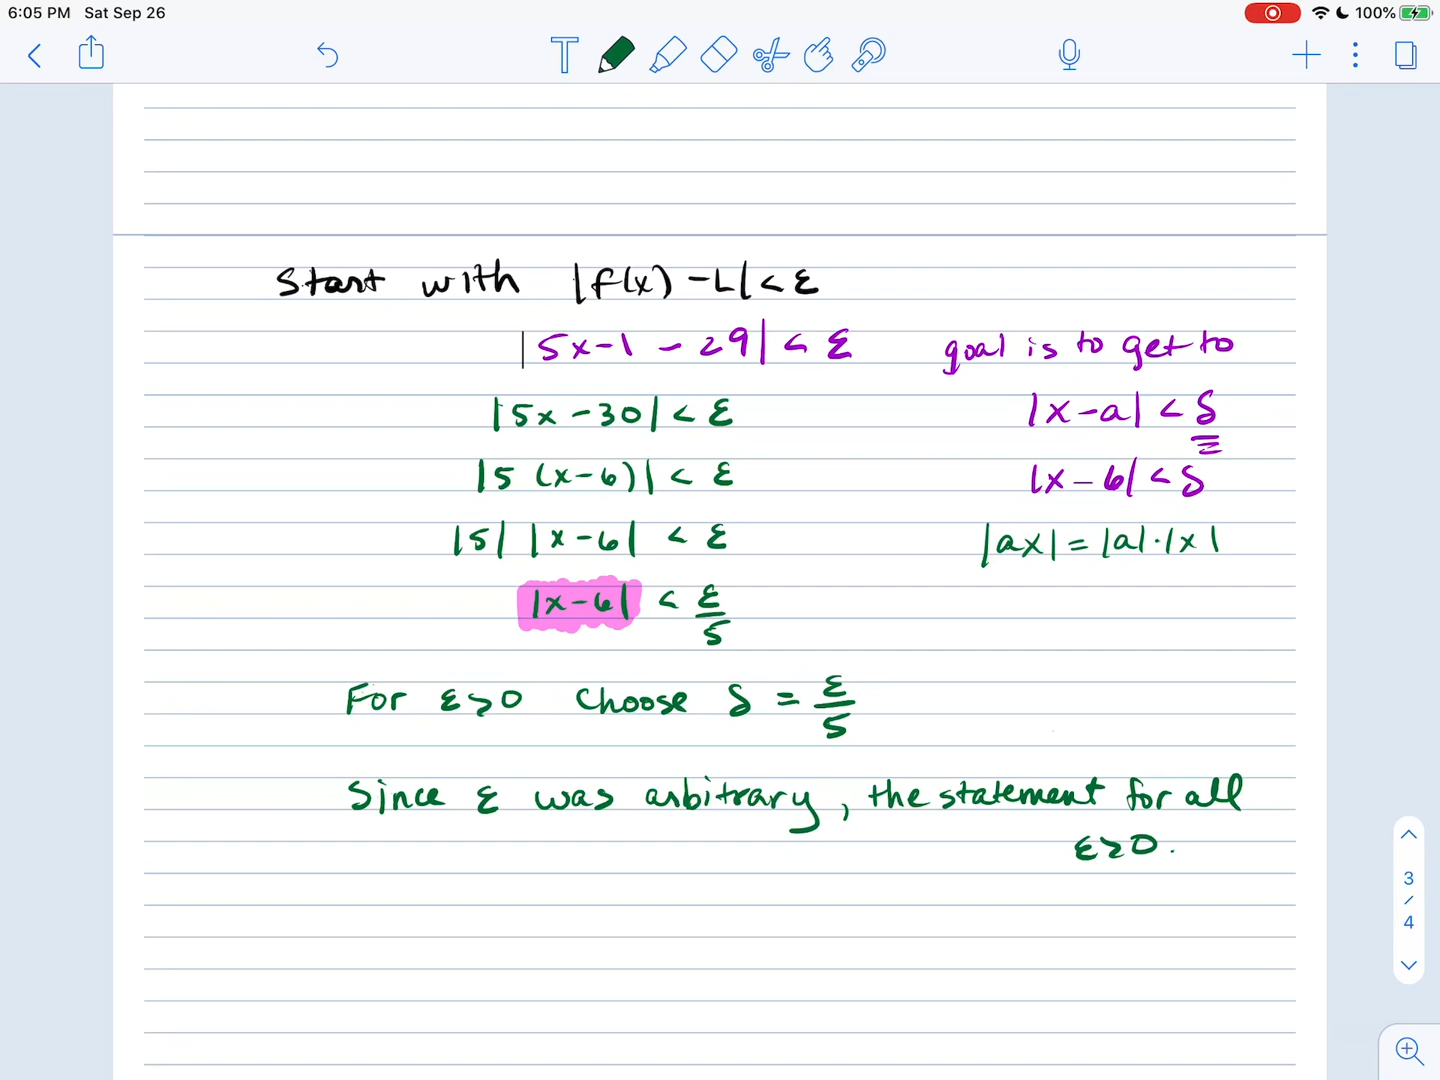 6:05 PM Sat Sep 26
100%
Start with |f(x) - L| < ε
|5x-1 - 29| < ε goal is to get to
|5x - 30| < ε |x-a| < δ
|5 (x-6)| < ε |x-6| < δ
|5| |x-6| < ε |ax| = |a|·|x|
|x-6| < ε/5
For ε>0 Choose δ = ε/5
Since ε was arbitrary, the statement for all
ε>0.
3
/
4